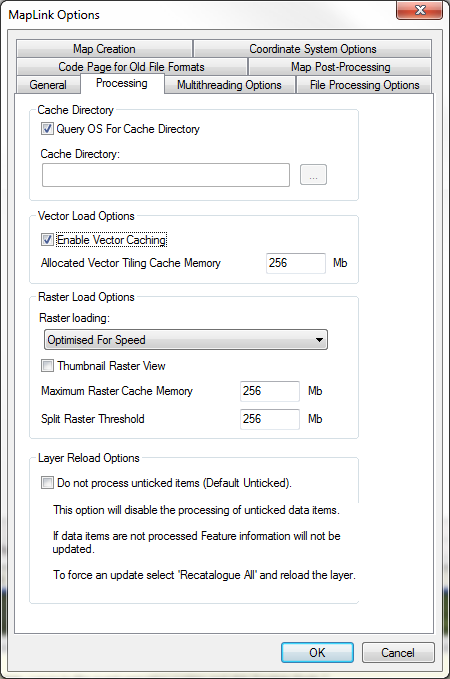 MapLink Options
Map Creation
Coordinate System Options
Code Page for Old File Formats
Map Post-Processing
General
Processing
Multithreading Options
File Processing Options
Cache Directory
Query OS For Cache Directory
Cache Directory:
...
Vector Load Options
Enable Vector Caching
Allocated Vector Tiling Cache Memory 256 Mb
Raster Load Options
Raster loading:
Optimised For Speed
Thumbnail Raster View
Maximum Raster Cache Memory 256 Mb
Split Raster Threshold 256 Mb
Layer Reload Options
Do not process unticked items (Default Unticked).
This option will disable the processing of unticked data items.
If data items are not processed Feature information will not be
updated.
To force an update select 'Recatalogue All' and reload the layer.
OK
Cancel